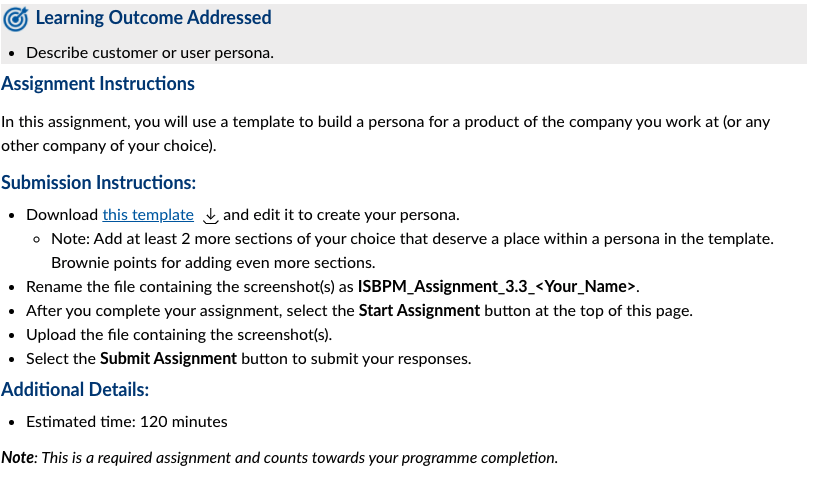 Learning Outcome Addressed
• Describe customer or user persona.
Assignment Instructions
In this assignment, you will use a template to build a persona for a product of the company you work at (or any
other company of your choice).
Submission Instructions:
• Download this template and edit it to create your persona.
◦ Note: Add at least 2 more sections of your choice that deserve a place within a persona in the template.
Brownie points for adding even more sections.
• Rename the file containing the screenshot(s) as ISBPM_Assignment_3.3_<Your_Name>.
• After you complete your assignment, select the Start Assignment button at the top of this page.
• Upload the file containing the screenshot(s).
• Select the Submit Assignment button to submit your responses.
Additional Details:
• Estimated time: 120 minutes
Note: This is a required assignment and counts towards your programme completion.